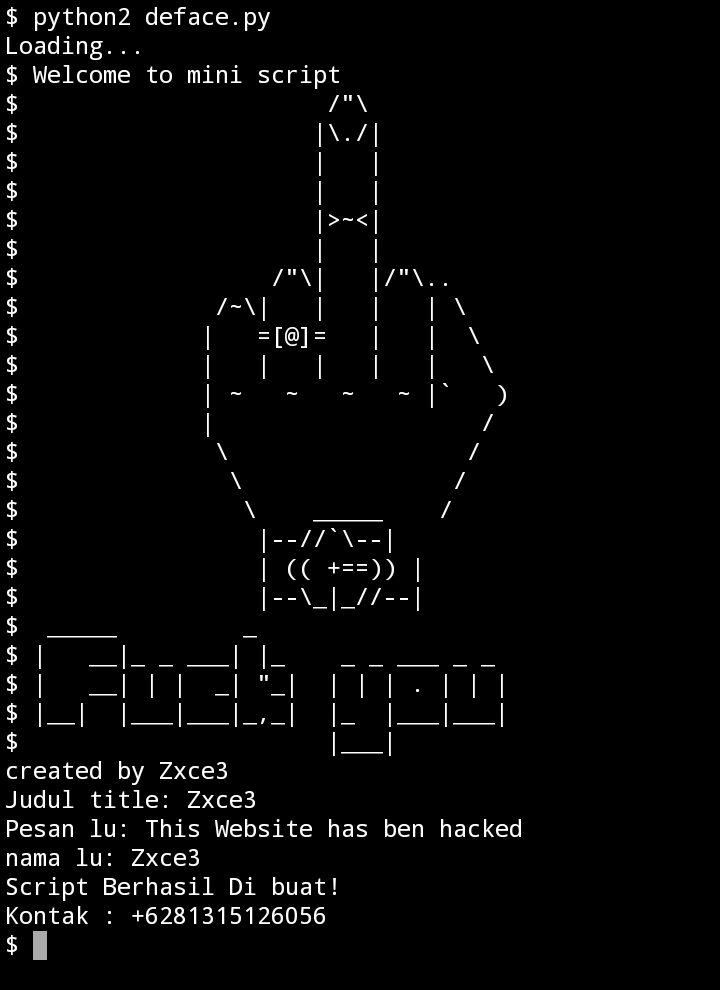 $ python2 deface.py
Loading...
$ Welcome to mini script
$                       /"\
$                      |\./|
$                      |   |
$                      |   |
$                      |>~<|
$                      |   |
$                   /"\|   |/"\..
$               /~\|   |   |   | \
$              |   =[@]=   |   |  \
$              |   |   |   |   |   \
$              | ~   ~   ~   ~ |`   )
$              |                   /
$               \                 /
$                \               /
$                 \    _____    /
$                  |--//`\--|
$                  | (( +==)) |
$                  |--\_|_//--|
$  _____         _
$ |   __|_ _ ___| |_    _ _ ___ _ _
$ |   __| | |  _| "_|  | | | . | | |
$ |__|  |___|___|_,_|  |_  |___|___|
$                      |___|
created by Zxce3
Judul title: Zxce3
Pesan lu: This Website has ben hacked
nama lu: Zxce3
Script Berhasil Di buat!
Kontak : +6281315126056
$